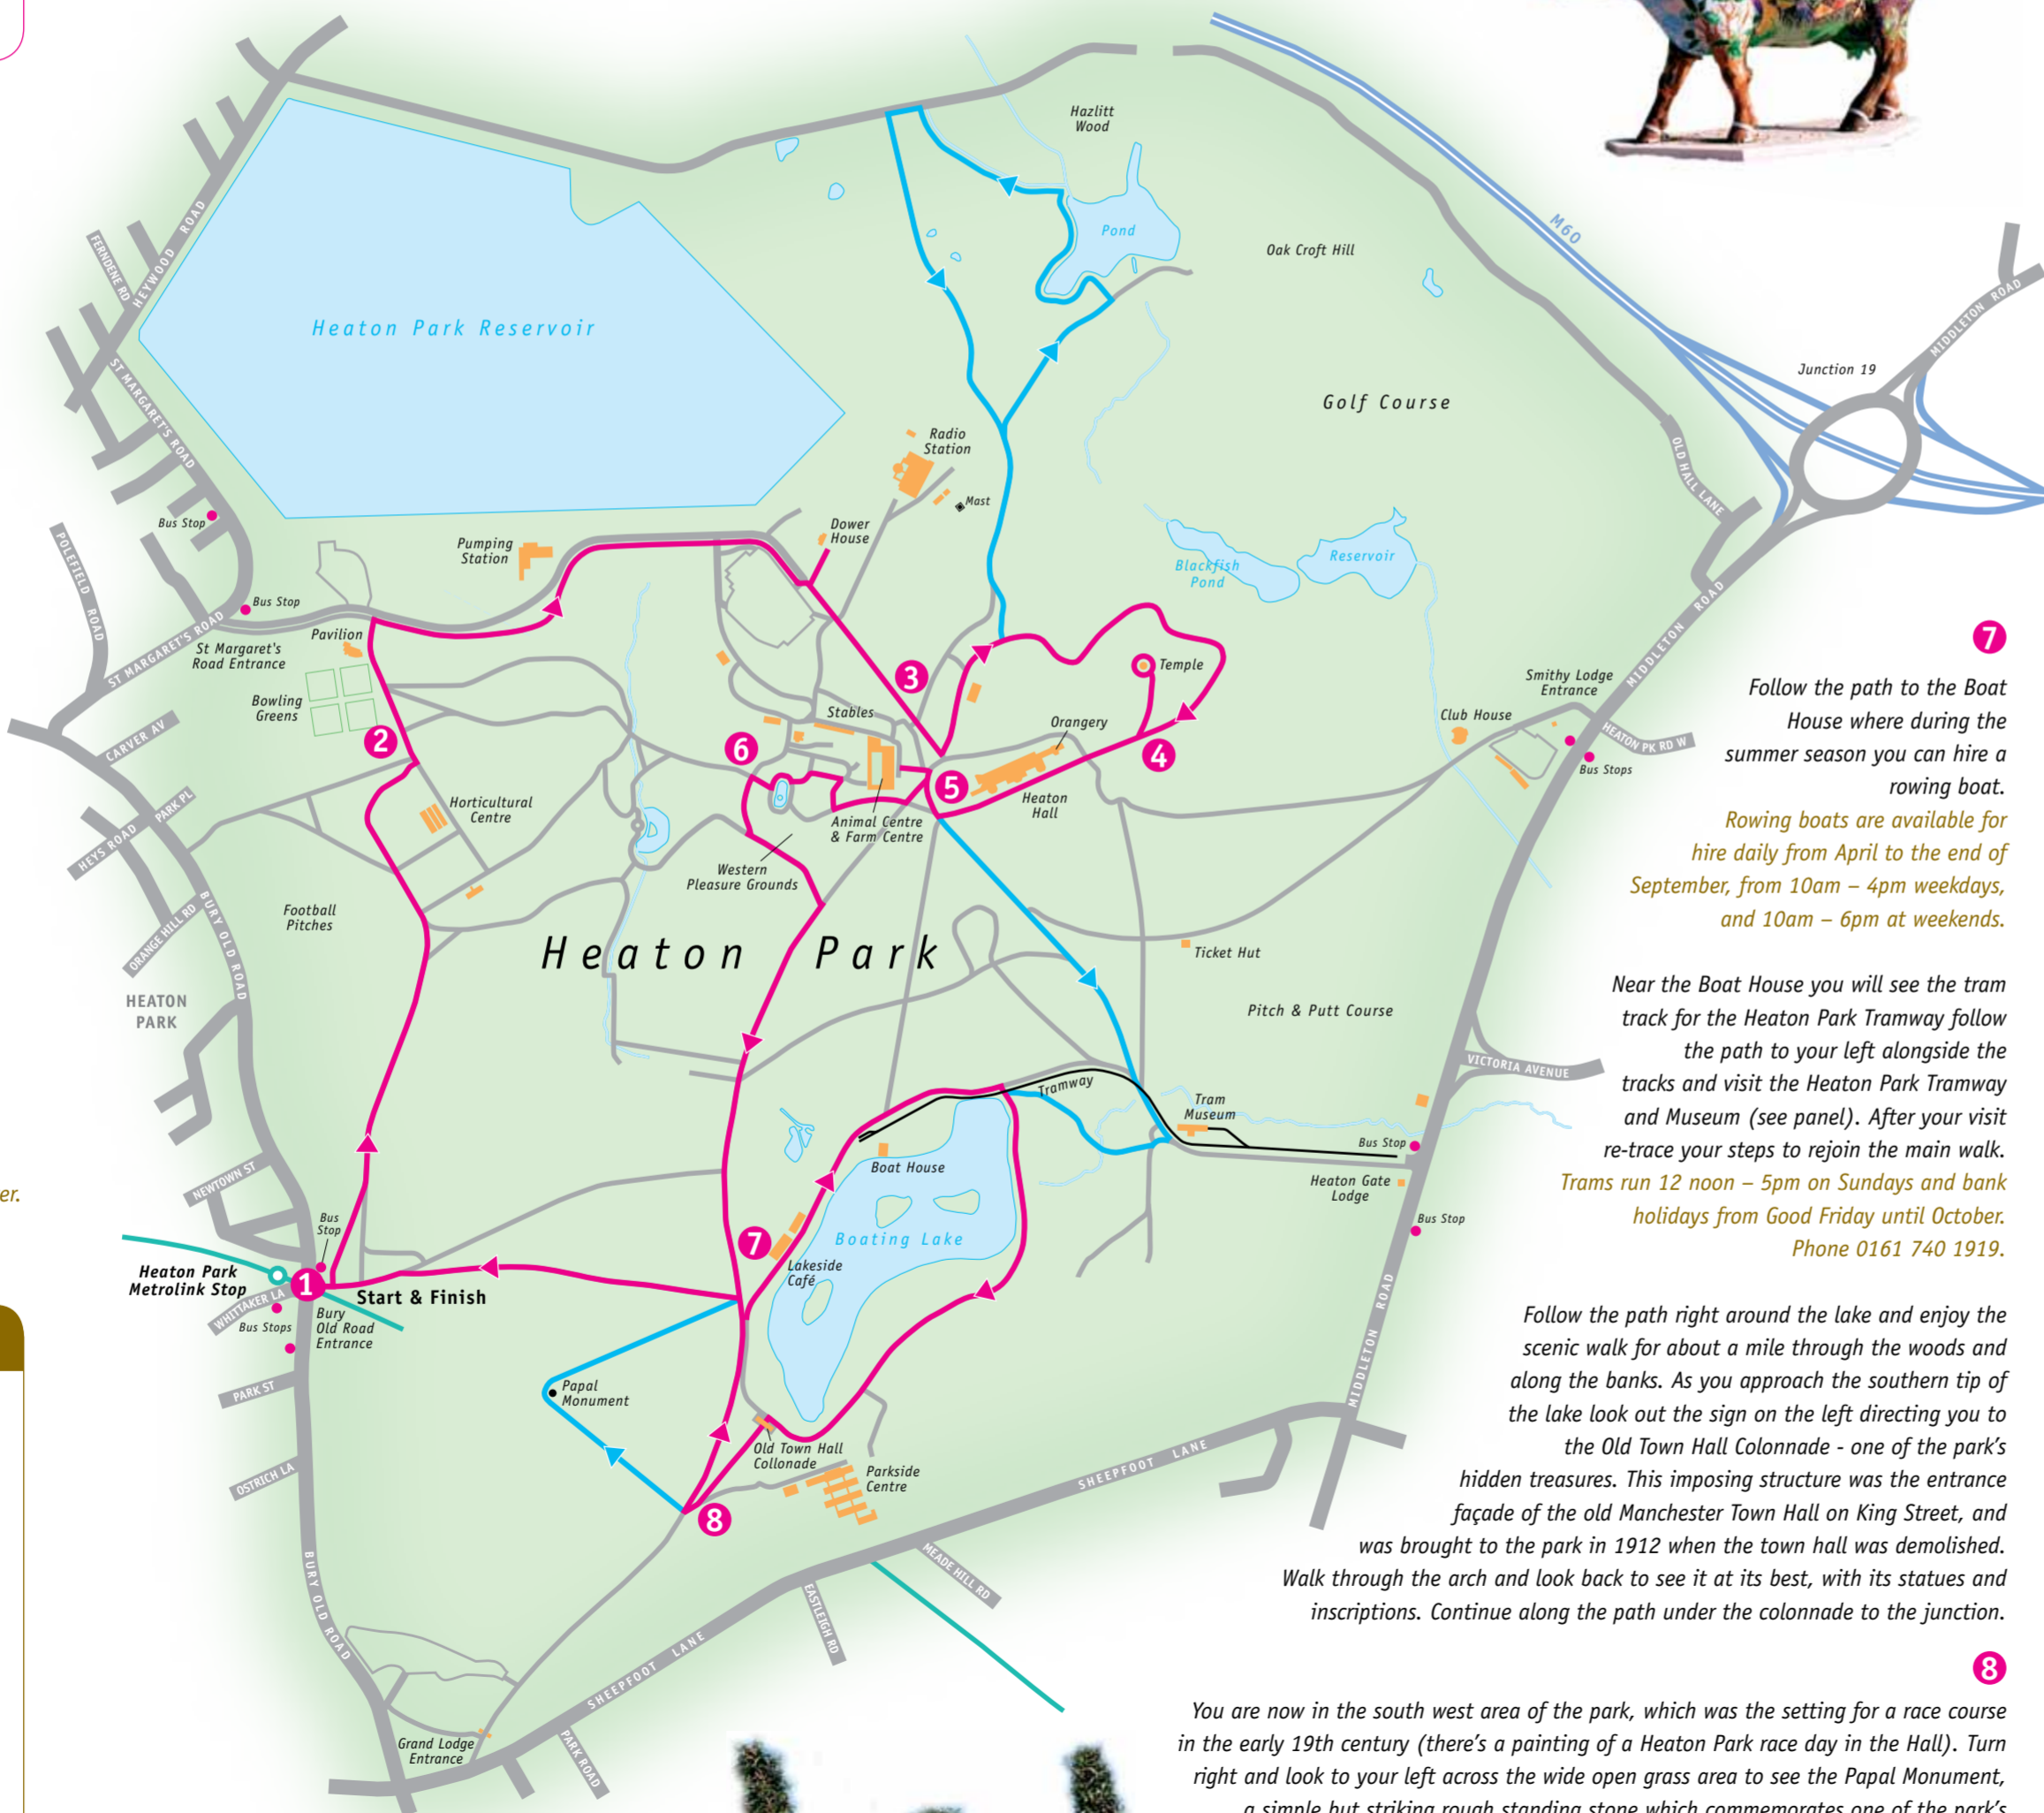 Hazlitt
Wood
Pond
Oak Croft Hill
M60
HEYWOOD ROAD
FERNDENE RD
Heaton Park Reservoir
MIDDLETON ROAD
Junction 19
ST MARGARET'S ROAD
Golf Course
Radio
Station
OLD HALL LANE
Mast
Bus Stop
Dower
House
Pumping
Station
POLEFIELD ROAD
Blackfish
Pond
Reservoir
Bus Stop
ST MARGARET'S ROAD
St Margaret's
Road Entrance
Pavilion
MIDDLETON ROAD
Bowling
Greens
3
Temple
Smithy Lodge
Entrance
Stables
Orangery
Club House
HEATON PK RD W
CARVER AV
2
6
4
Bus Stops
5
Heaton
Hall
PARK PL
HEYS ROAD
Horticultural
Centre
Animal Centre
& Farm Centre
Western
Pleasure Grounds
Football
Pitches
BURY OLD ROAD
ORANGE HILL RD
Heaton Park
Ticket Hut
HEATON
PARK
Pitch & Putt Course
VICTORIA AVENUE
Tramway
Tram
Museum
Bus Stop
Boat House
NEWTOWN ST
Heaton Gate
Lodge
Bus
Stop
Bus Stop
7
Boating Lake
Heaton Park
Metrolink Stop
Lakeside
Café
1
Start & Finish
WHITTAKER LA
Bus Stops
Bury
Old Road
Entrance
MIDDLETON ROAD
PARK ST
Papal
Monument
Old Town Hall
Collonade
Parkside
Centre
SHEEPFOOT LANE
OSTRICH LA
8
MEADE HILL RD
EASTLEIGH RD
BURY OLD ROAD
SHEEPFOOT LANE
Grand Lodge
Entrance
PARK ROAD
er.
7
Follow the path to the Boat
House where during the
summer season you can hire a
rowing boat.
Rowing boats are available for
hire daily from April to the end of
September, from 10am – 4pm weekdays,
and 10am – 6pm at weekends.
Near the Boat House you will see the tram
track for the Heaton Park Tramway follow
the path to your left alongside the
tracks and visit the Heaton Park Tramway
and Museum (see panel). After your visit
re-trace your steps to rejoin the main walk.
Trams run 12 noon – 5pm on Sundays and bank
holidays from Good Friday until October.
Phone 0161 740 1919.
Follow the path right around the lake and enjoy the
scenic walk for about a mile through the woods and
along the banks. As you approach the southern tip of
the lake look out the sign on the left directing you to
the Old Town Hall Colonnade - one of the park's
hidden treasures. This imposing structure was the entrance
façade of the old Manchester Town Hall on King Street, and
was brought to the park in 1912 when the town hall was demolished.
Walk through the arch and look back to see it at its best, with its statues and
inscriptions. Continue along the path under the colonnade to the junction.
8
You are now in the south west area of the park, which was the setting for a race course
in the early 19th century (there's a painting of a Heaton Park race day in the Hall). Turn
right and look to your left across the wide open grass area to see the Papal Monument,
a simple but striking rough standing stone which commemorates one of the park's